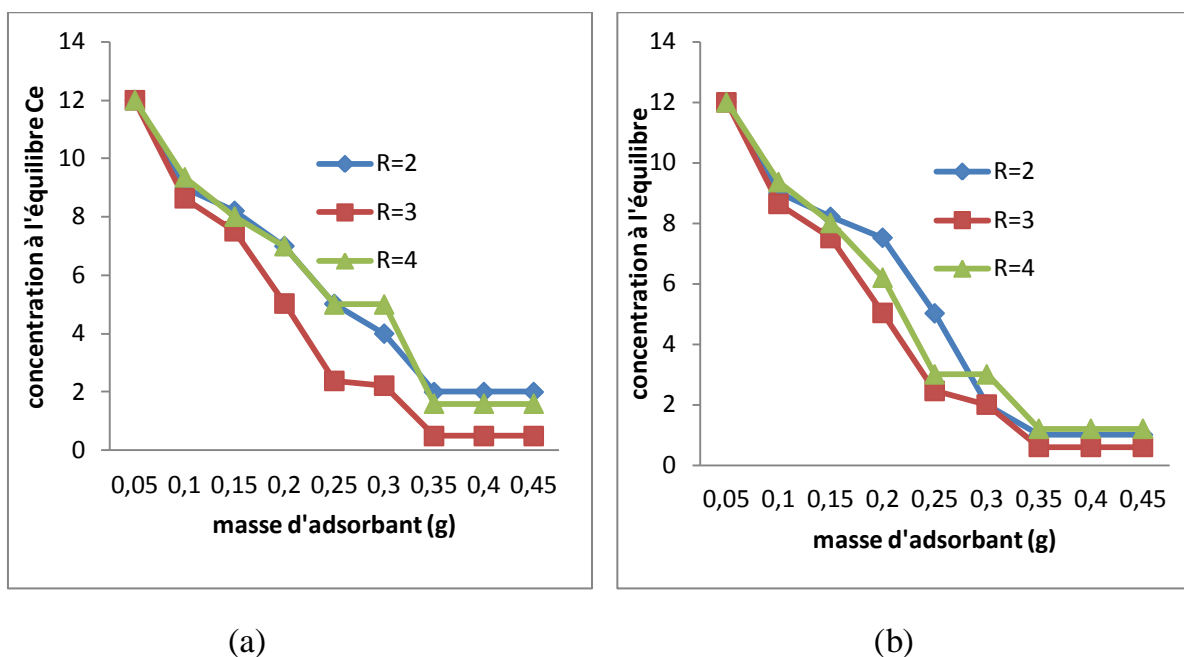 14
12
10
8
6
4
2
0
concentration à l'équilibre Ce
R=2
R=3
R=4
0,05 0,1 0,15 0,2 0,25 0,3 0,35 0,4 0,45
masse d'adsorbant (g)
(a)
14
12
10
8
6
4
2
0
concentration à l'équilibre
R=2
R=3
R=4
0,05 0,1 0,15 0,2 0,25 0,3 0,35 0,4 0,45
masse d'adsorbant (g)
(b)